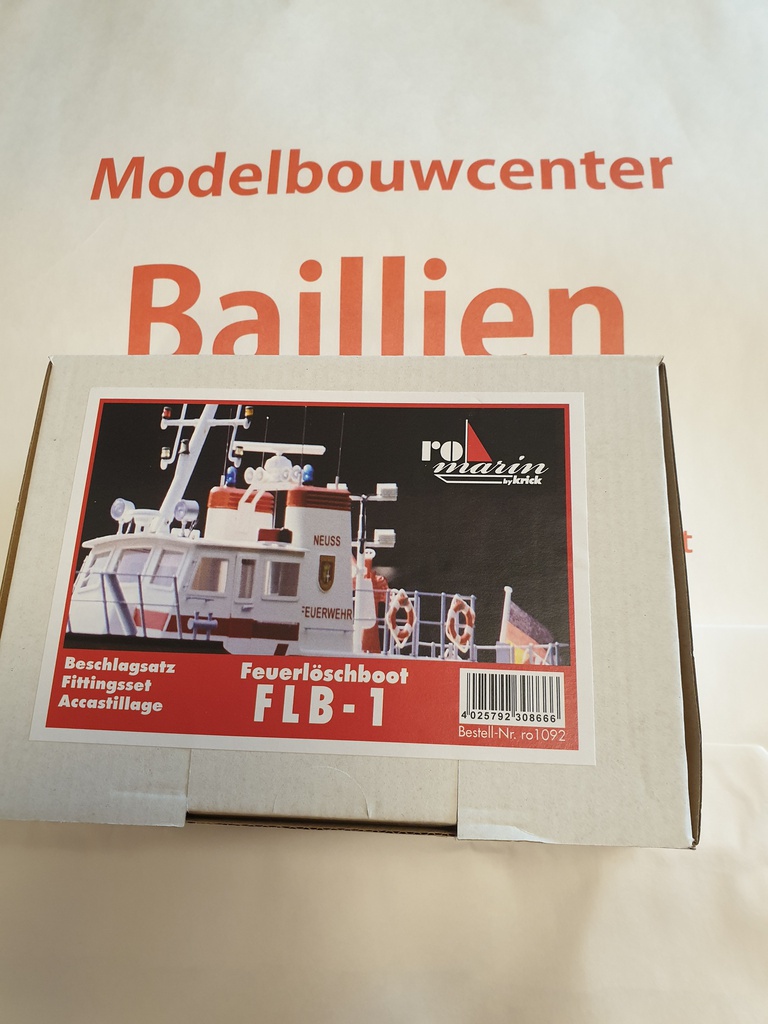 Modelbouwcenter
Baillien
t
ro
marin
by krick
NEUSS
FEUERWEHR
Beschlagsatz
Fittingsset
Accastillage
Feuerlöschboot
FLB-1
4 025792 308666
Bestell-Nr. ro1092